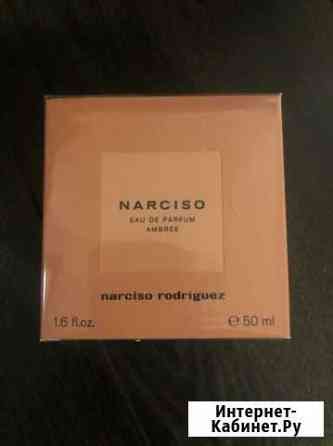 NARCISO
EAU DE PARFUM
AMBRÉE
narciso rodriguez
1.6 fl.oz. ℮ 50 ml
Интернет-
Кабинет.Ру